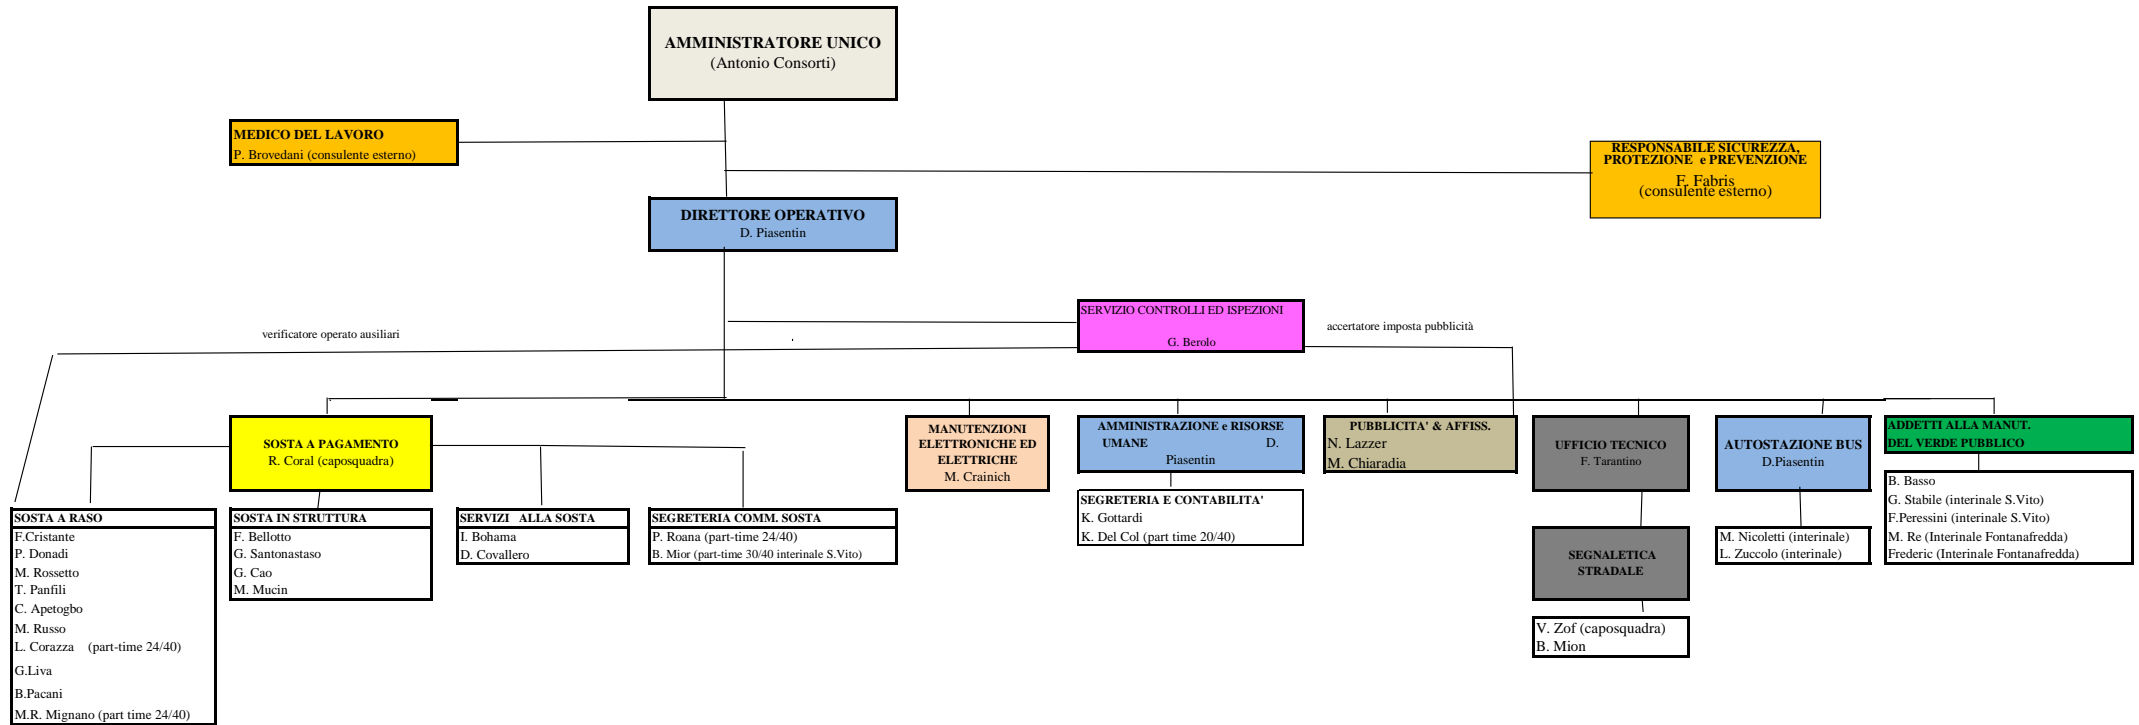 AMMINISTRATORE UNICO
(Antonio Consorti)
MEDICO DEL LAVORO
P. Brovedani (consulente esterno)
RESPONSABILE SICUREZZA,
PROTEZIONE e PREVENZIONE
F. Fabris
(consulente esterno)
DIRETTORE OPERATIVO
D. Piasentin
SERVIZIO CONTROLLI ED ISPEZIONI
G. Berolo
verificatore operato ausiliari
accertatore imposta pubblicità
SOSTA A PAGAMENTO
R. Coral (caposquadra)
MANUTENZIONI
ELETTRONICHE ED
ELETTRICHE
M. Crainich
AMMINISTRAZIONE e RISORSE
UMANE D.
Piasentin
PUBBLICITA' & AFFISS.
N. Lazzer
M. Chiaradia
UFFICIO TECNICO
F. Tarantino
AUTOSTAZIONE BUS
D.Piasentin
ADDETTI ALLA MANUT.
DEL VERDE PUBBLICO
SOSTA A RASO
F.Cristante
P. Donadi
M. Rossetto
T. Panfili
C. Apetogbo
M. Russo
L. Corazza (part-time 24/40)
G.Liva
B.Pacani
M.R. Mignano (part time 24/40)
SOSTA IN STRUTTURA
F. Bellotto
G. Santonastaso
G. Cao
M. Mucin
SERVIZI ALLA SOSTA
I. Bohama
D. Covallero
SEGRETERIA COMM. SOSTA
P. Roana (part-time 24/40)
B. Mior (part-time 30/40 interinale S.Vito)
SEGRETERIA E CONTABILITA'
K. Gottardi
K. Del Col (part time 20/40)
SEGNALETICA
STRADALE
V. Zof (caposquadra)
B. Mion
M. Nicoletti (interinale)
L. Zuccolo (interinale)
B. Basso
G. Stabile (interinale S.Vito)
F.Peressini (interinale S.Vito)
M. Re (Interinale Fontanafredda)
Frederic (Interinale Fontanafredda)